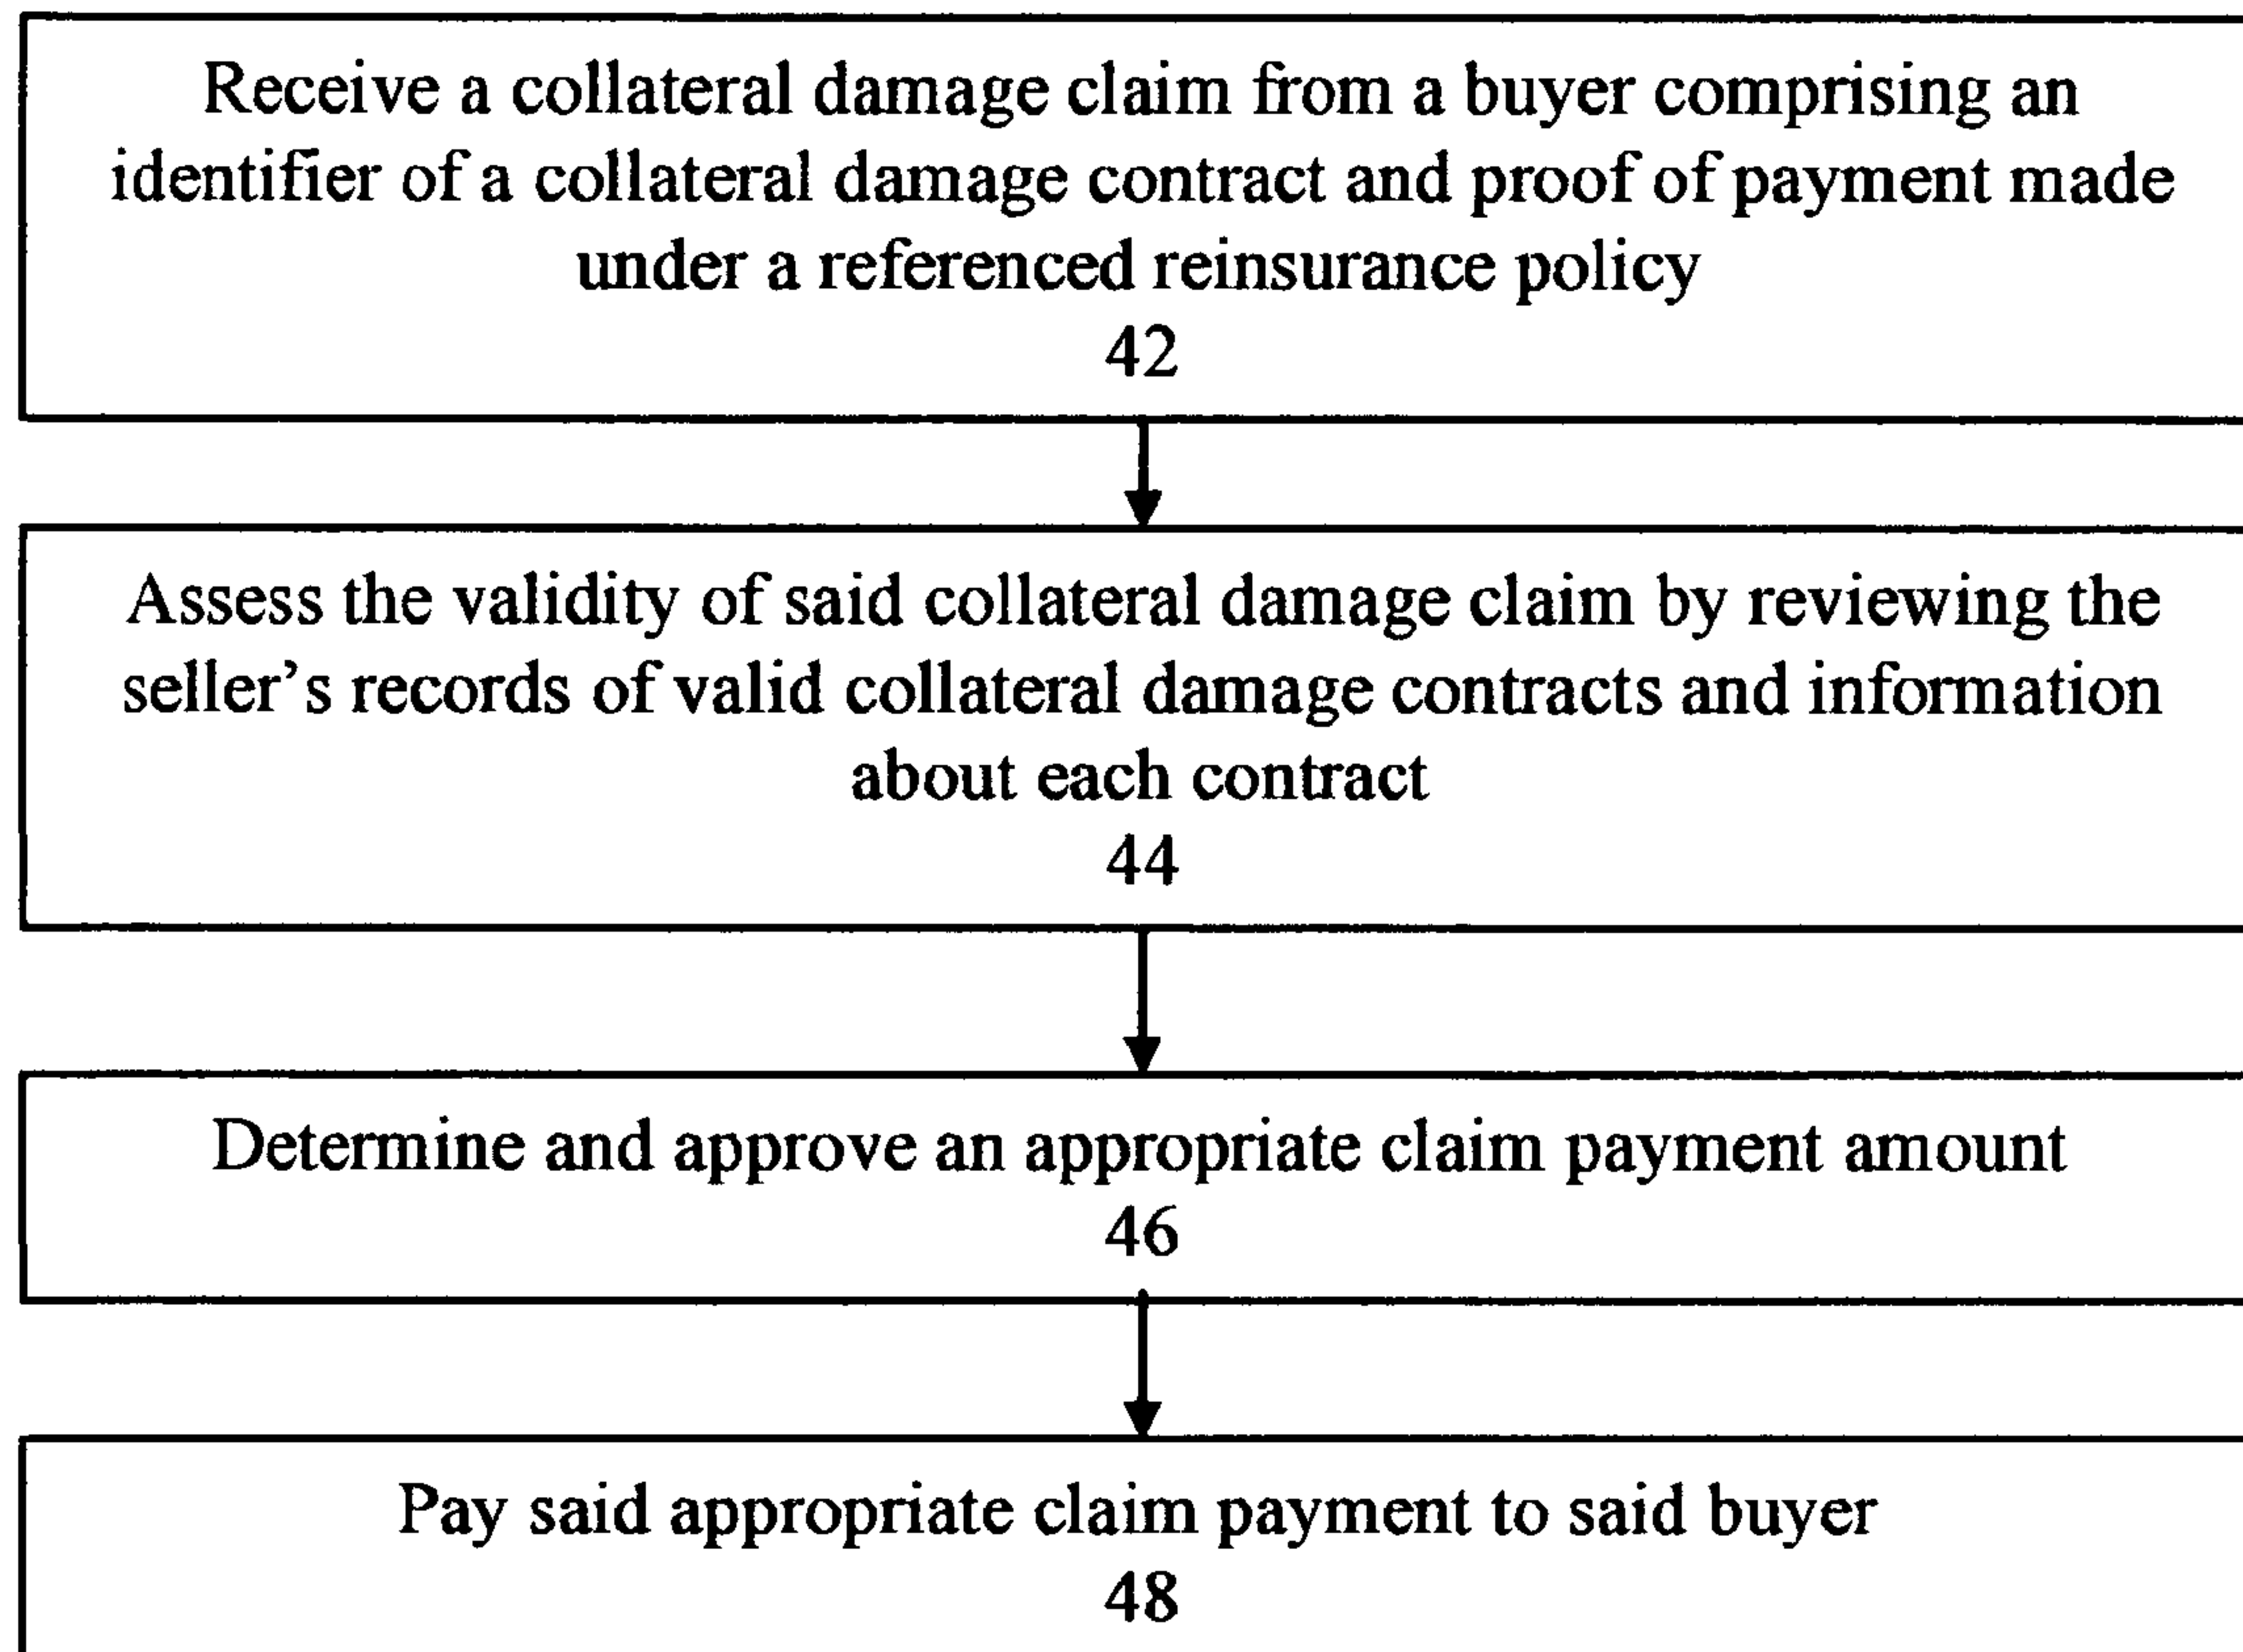 Receive a collateral damage claim from a buyer comprising an
identifier of a collateral damage contract and proof of payment made
under a referenced reinsurance policy
42
Assess the validity of said collateral damage claim by reviewing the
seller’s records of valid collateral damage contracts and information
about each contract
44
Determine and approve an appropriate claim payment amount
46
Pay said appropriate claim payment to said buyer
48